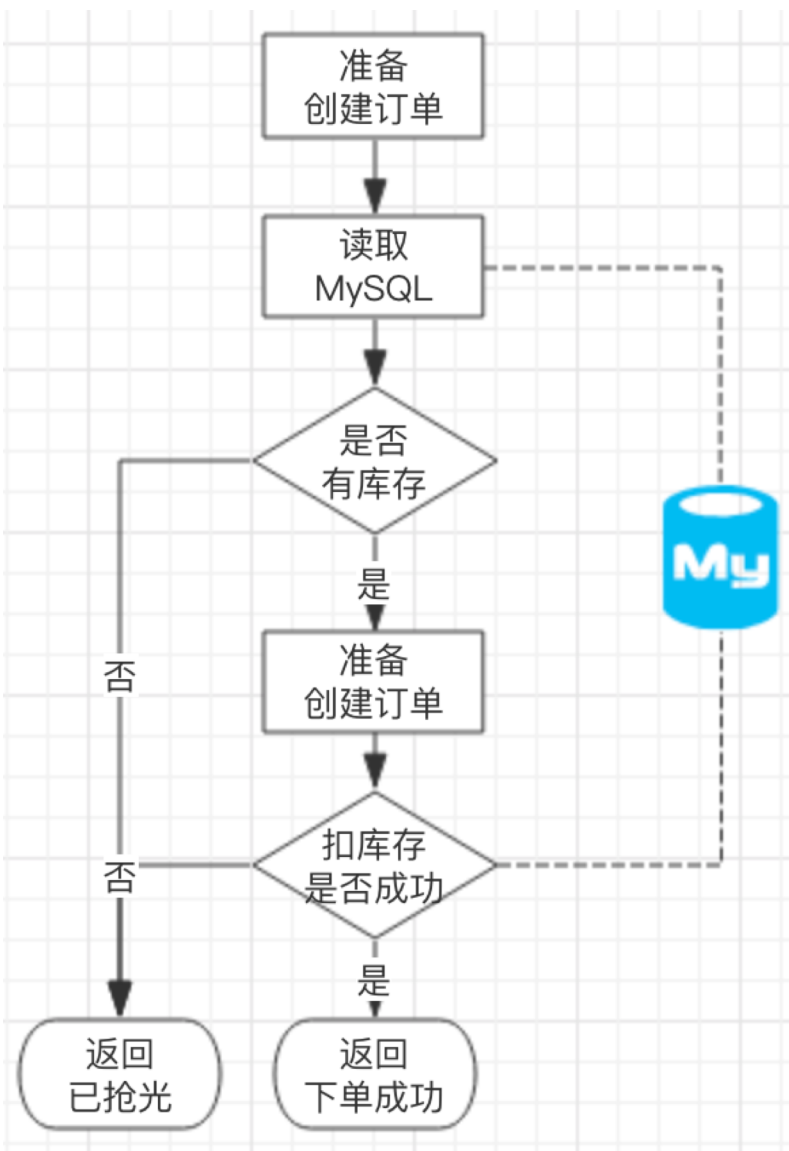 准备
创建订单
读取
MySQL
是否
有库存
My
是
否
准备
创建订单
扣库存
是否成功
否
是
返回
已抢光
返回
下单成功